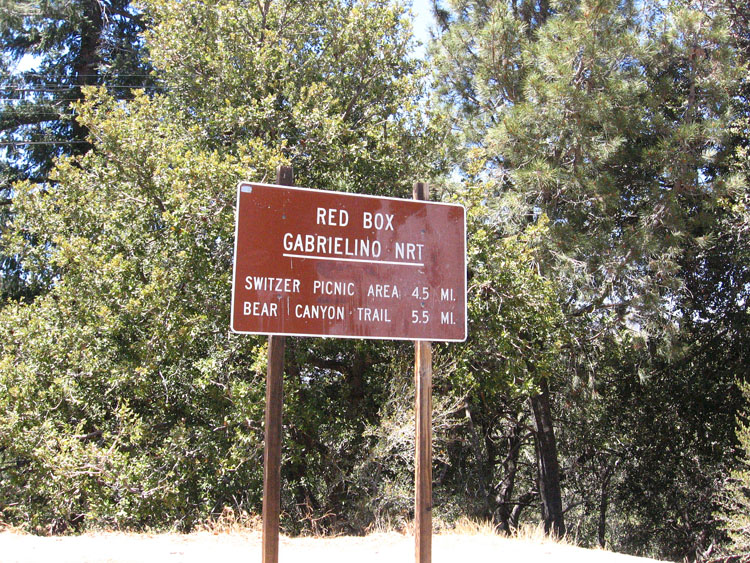 RED BOX
GABRIELINO NRT
SWITZER PICNIC AREA 4.5 MI.
BEAR CANYON TRAIL 5.5 MI.